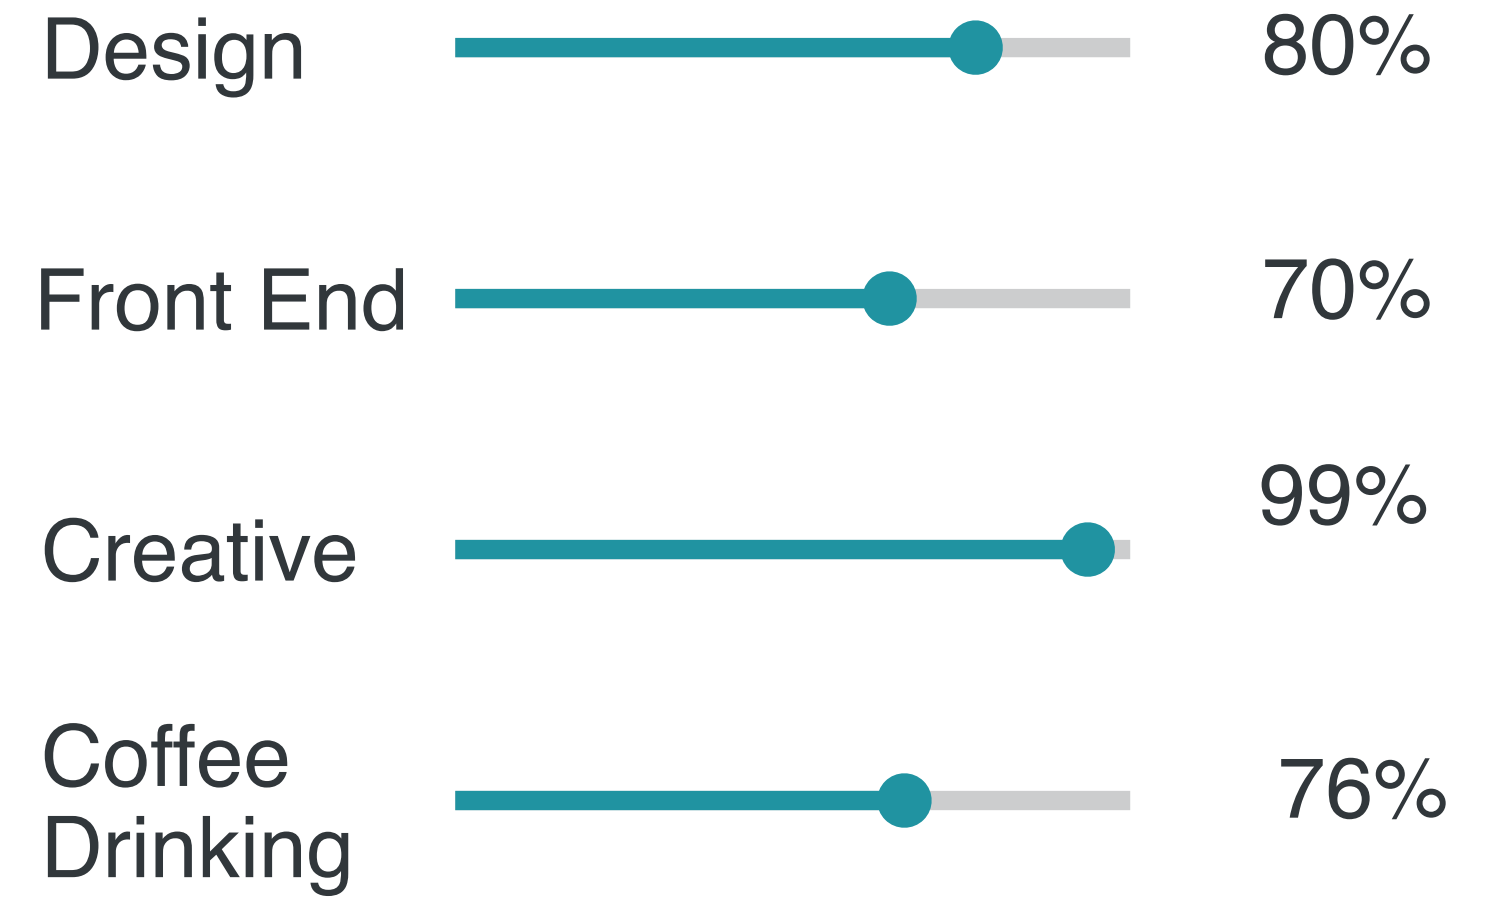 Design 80%
Front End 70%
Creative 99%
Coffee
Drinking 76%